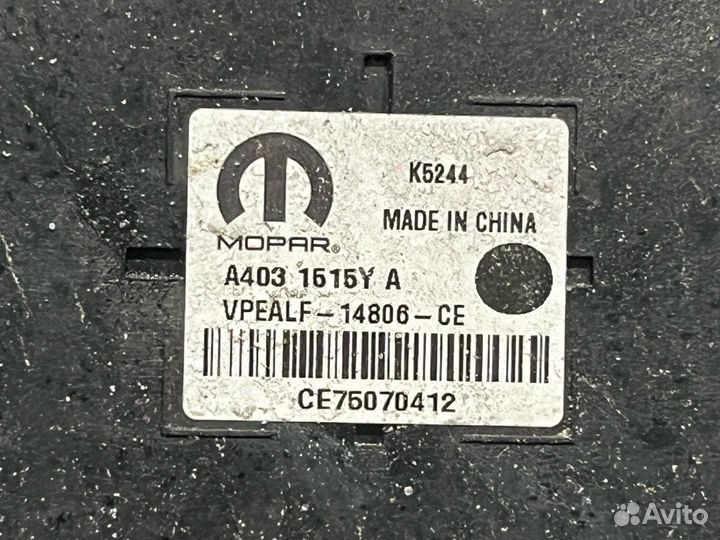 K5244
MADE IN CHINA
MOPAR®
A403 1515Y A
VPEALF-14806-CE
CE75070412
Avito